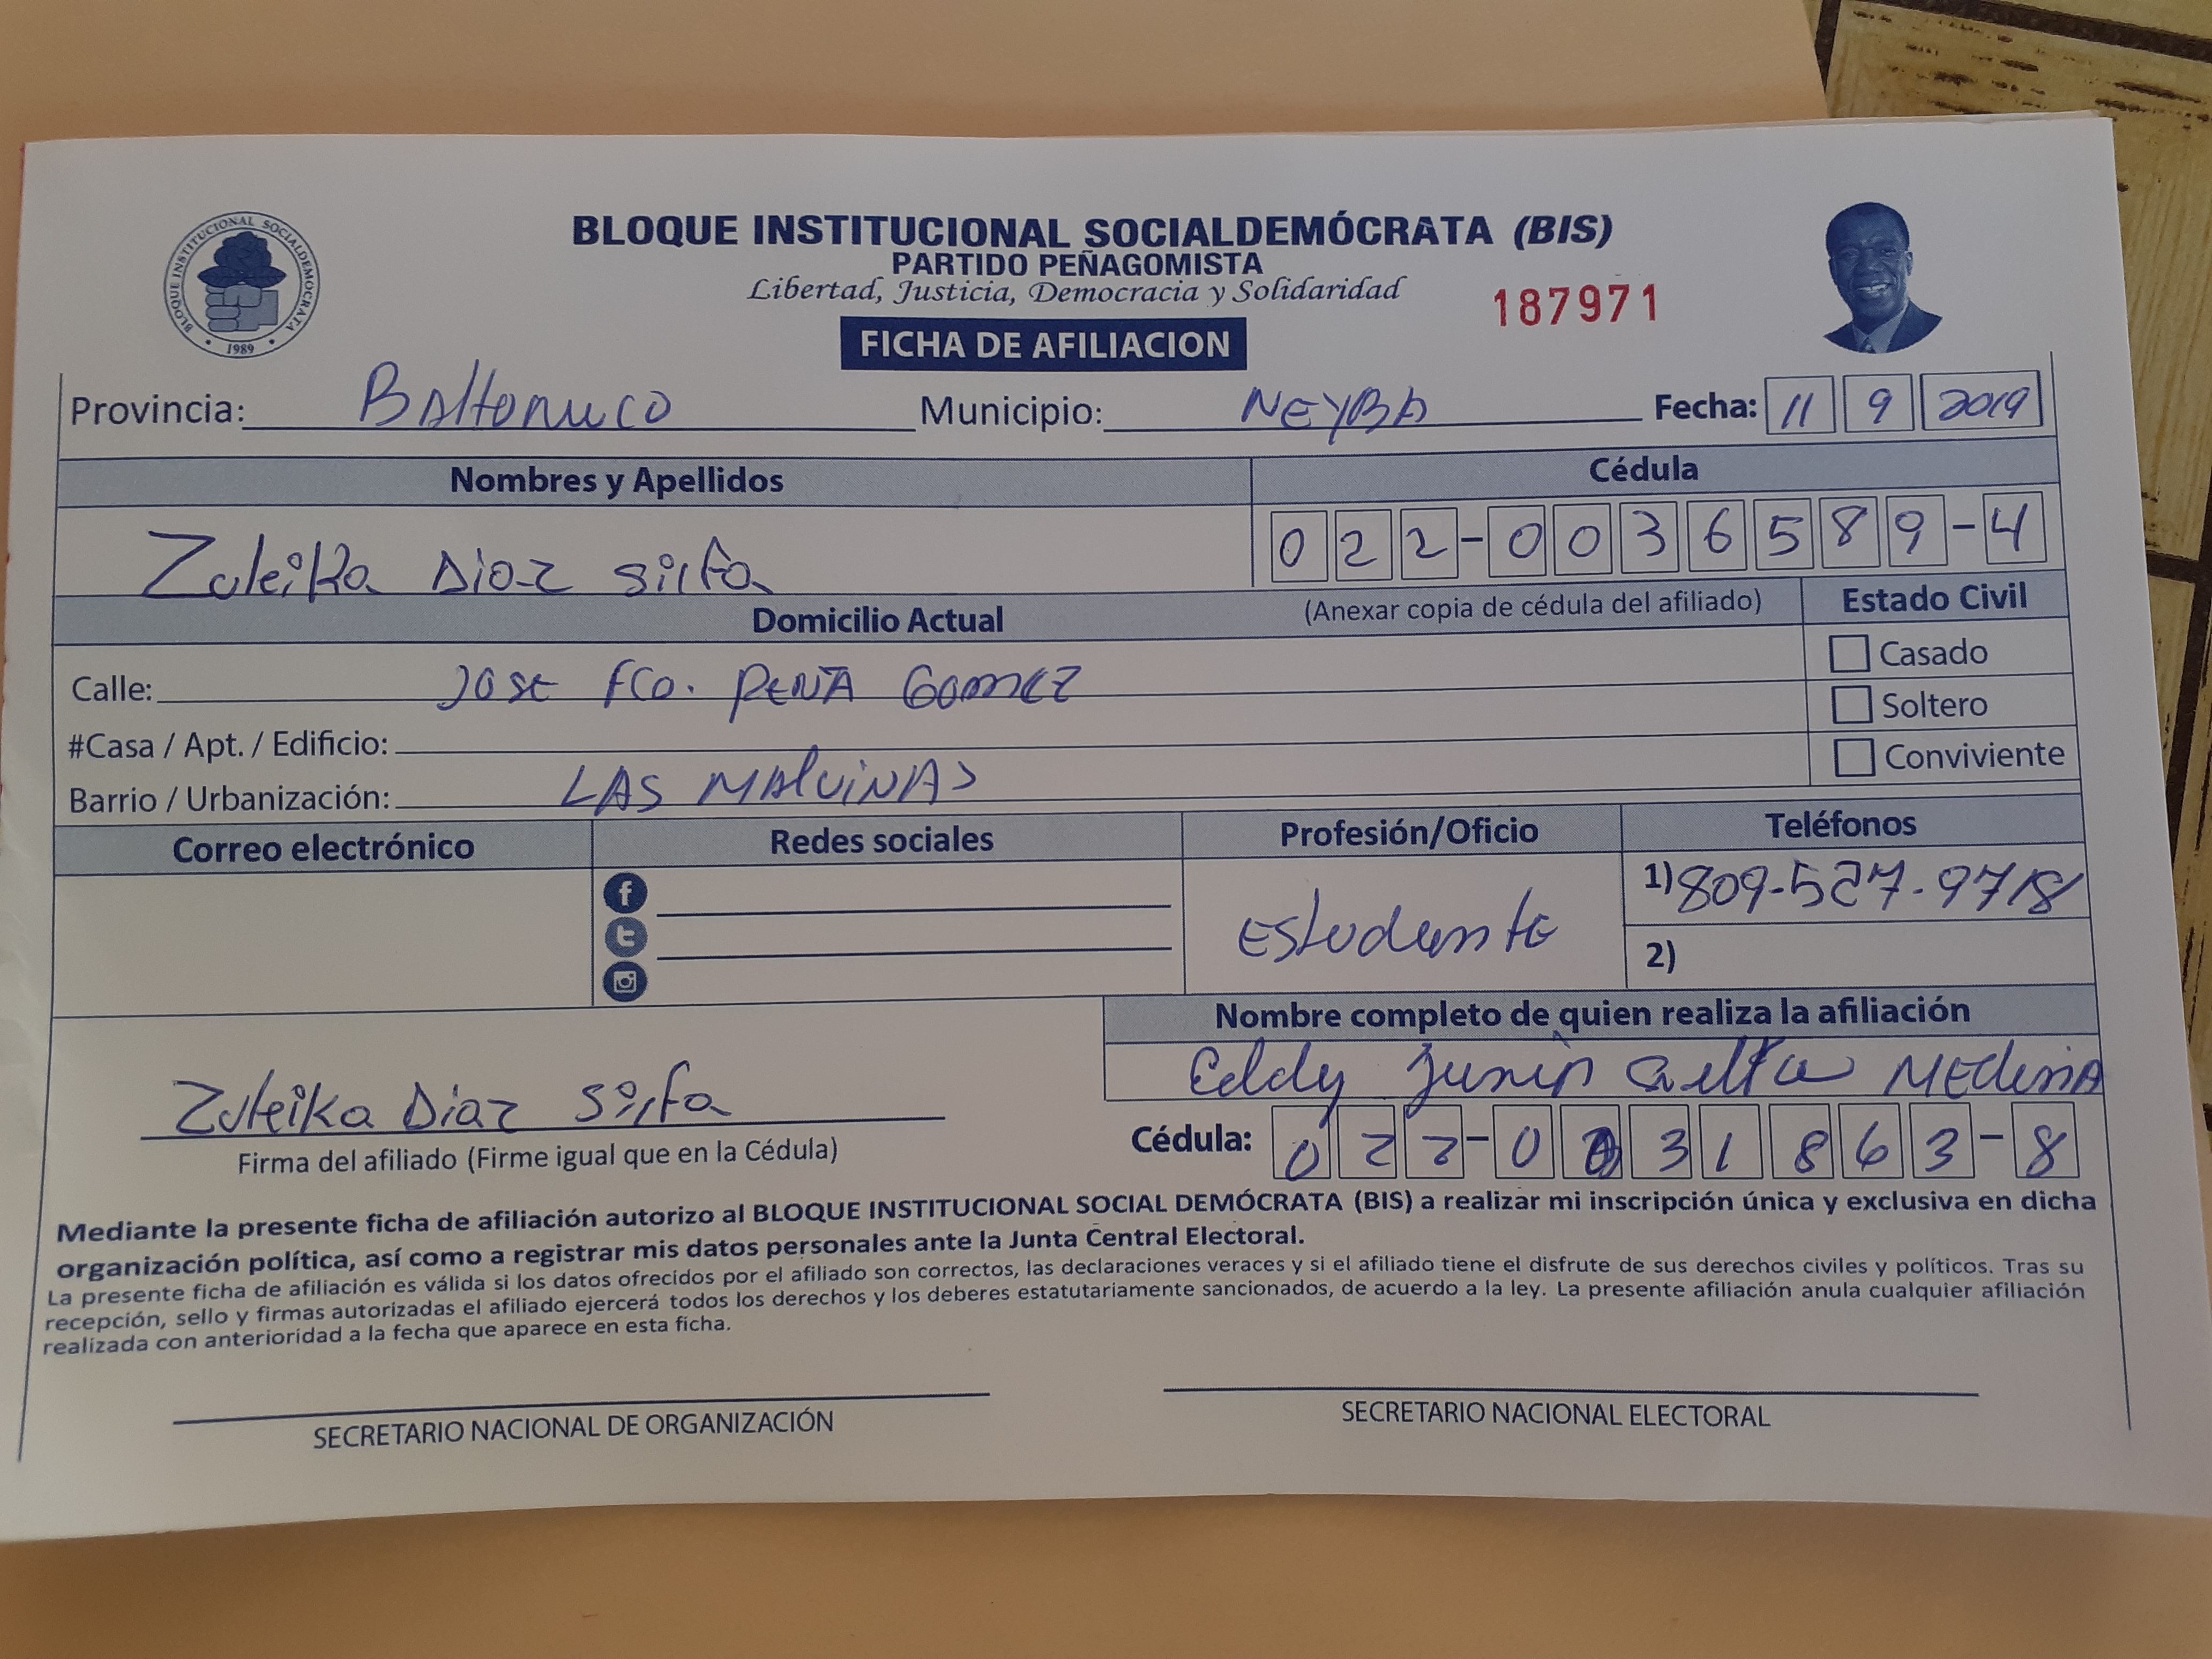 BLOQUE INSTITUCIONAL SOCIALDEMOCRATA
1989
BLOQUE INSTITUCIONAL SOCIALDEMÓCRATA (BIS)
PARTIDO PEÑAGOMISTA
Libertad, Justicia, Democracia y Solidaridad
187971
FICHA DE AFILIACION
Provincia: Municipio: NEYBA Fecha: 11 9 2019
Nombres y Apellidos Cédula
Zuleika Diaz 022-0036589-4
Domicilio Actual (Anexar copia de cédula del afiliado) Estado Civil
Casado
Calle: JOSE FCO. PEÑA GOMEZ
Soltero
#Casa / Apt. / Edificio:
Conviviente
Barrio / Urbanización: LAS MALVINAS
Correo electrónico Redes sociales Profesión/Oficio Teléfonos
1) 809-527-9718
Estudiante
2)
Nombre completo de quien realiza la afiliación
Eddy Medina
Zuleika Diaz
Firma del afiliado (Firme igual que en la Cédula)
Cédula: 022-0031863-8
Mediante la presente ficha de afiliación autorizo al BLOQUE INSTITUCIONAL SOCIAL DEMÓCRATA (BIS) a realizar mi inscripción única y exclusiva en dicha
organización política, así como a registrar mis datos personales ante la Junta Central Electoral.
La presente ficha de afiliación es válida si los datos ofrecidos por el afiliado son correctos, las declaraciones veraces y si el afiliado tiene el disfrute de sus derechos civiles y políticos. Tras su
recepción, sello y firmas autorizadas el afiliado ejercerá todos los derechos y los deberes estatutariamente sancionados, de acuerdo a la ley. La presente afiliación anula cualquier afiliación
realizada con anterioridad a la fecha que aparece en esta ficha.
SECRETARIO NACIONAL DE ORGANIZACIÓN SECRETARIO NACIONAL ELECTORAL